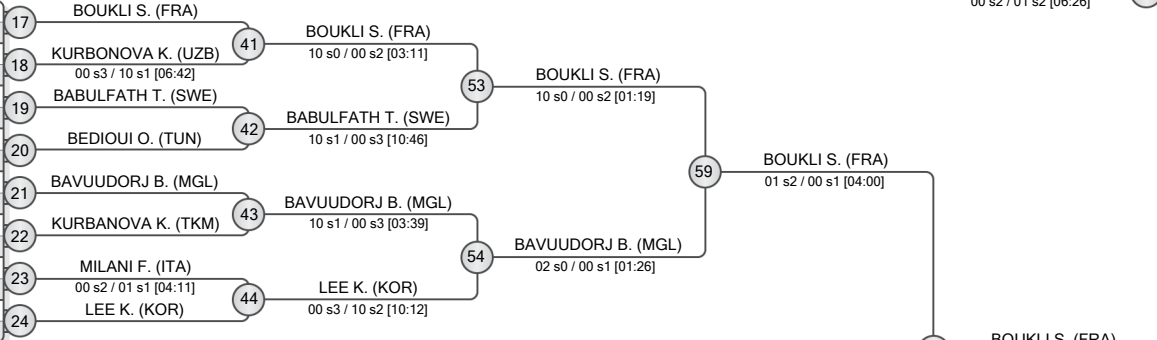 00 s2 / 01 s2 [06:26]
17
BOUKLI S. (FRA)
41
BOUKLI S. (FRA)
10 s0 / 00 s2 [03:11]
18
KURBONOVA K. (UZB)
00 s3 / 10 s1 [06:42]
53
BOUKLI S. (FRA)
10 s0 / 00 s2 [01:19]
19
BABULFATH T. (SWE)
42
BABULFATH T. (SWE)
10 s1 / 00 s3 [10:46]
20
BEDIOUI O. (TUN)
59
BOUKLI S. (FRA)
01 s2 / 00 s1 [04:00]
21
BAVUUDORJ B. (MGL)
43
BAVUUDORJ B. (MGL)
10 s1 / 00 s3 [03:39]
22
KURBANOVA K. (TKM)
54
BAVUUDORJ B. (MGL)
02 s0 / 00 s1 [01:26]
23
MILANI F. (ITA)
00 s2 / 01 s1 [04:11]
44
LEE K. (KOR)
00 s3 / 10 s2 [10:12]
24
LEE K. (KOR)
BOUKLI S. (FRA)